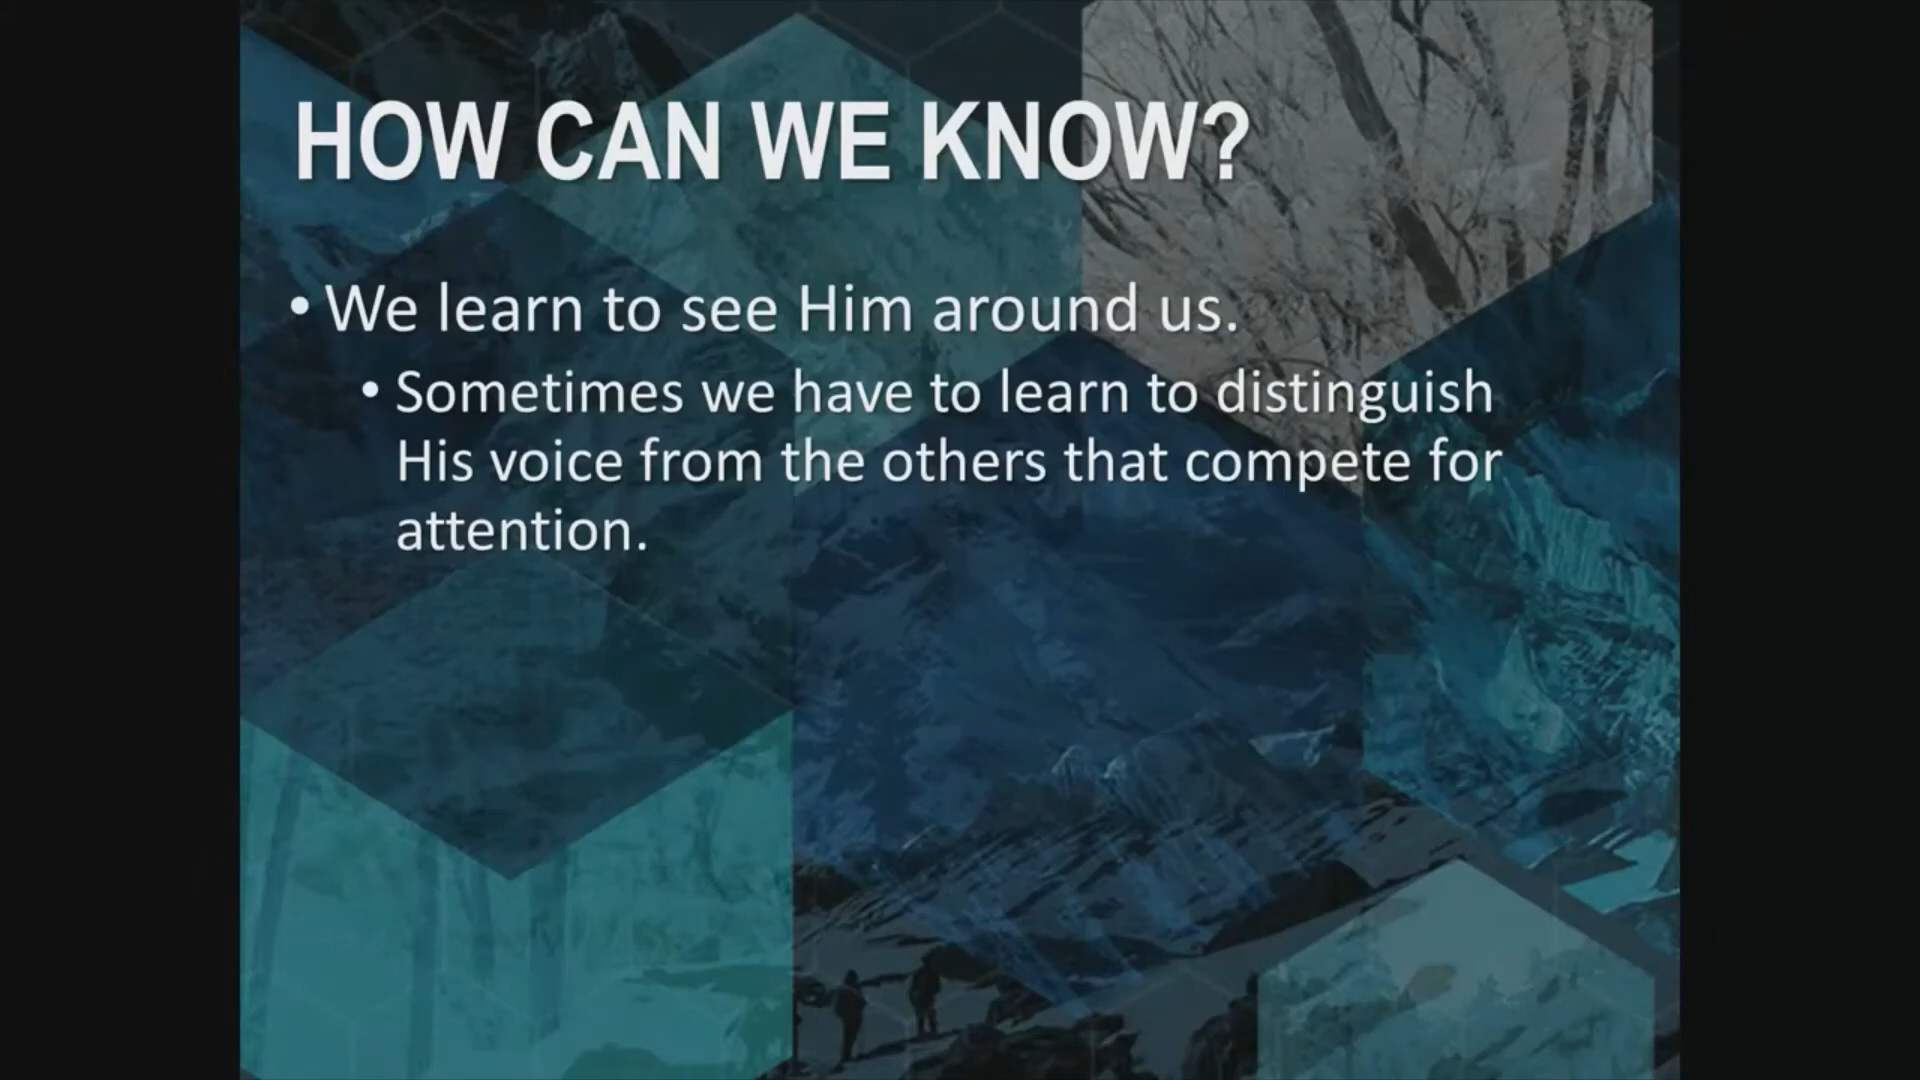 HOW CAN WE KNOW?
• We learn to see Him around us.
• Sometimes we have to learn to distinguish
His voice from the others that compete for
attention.